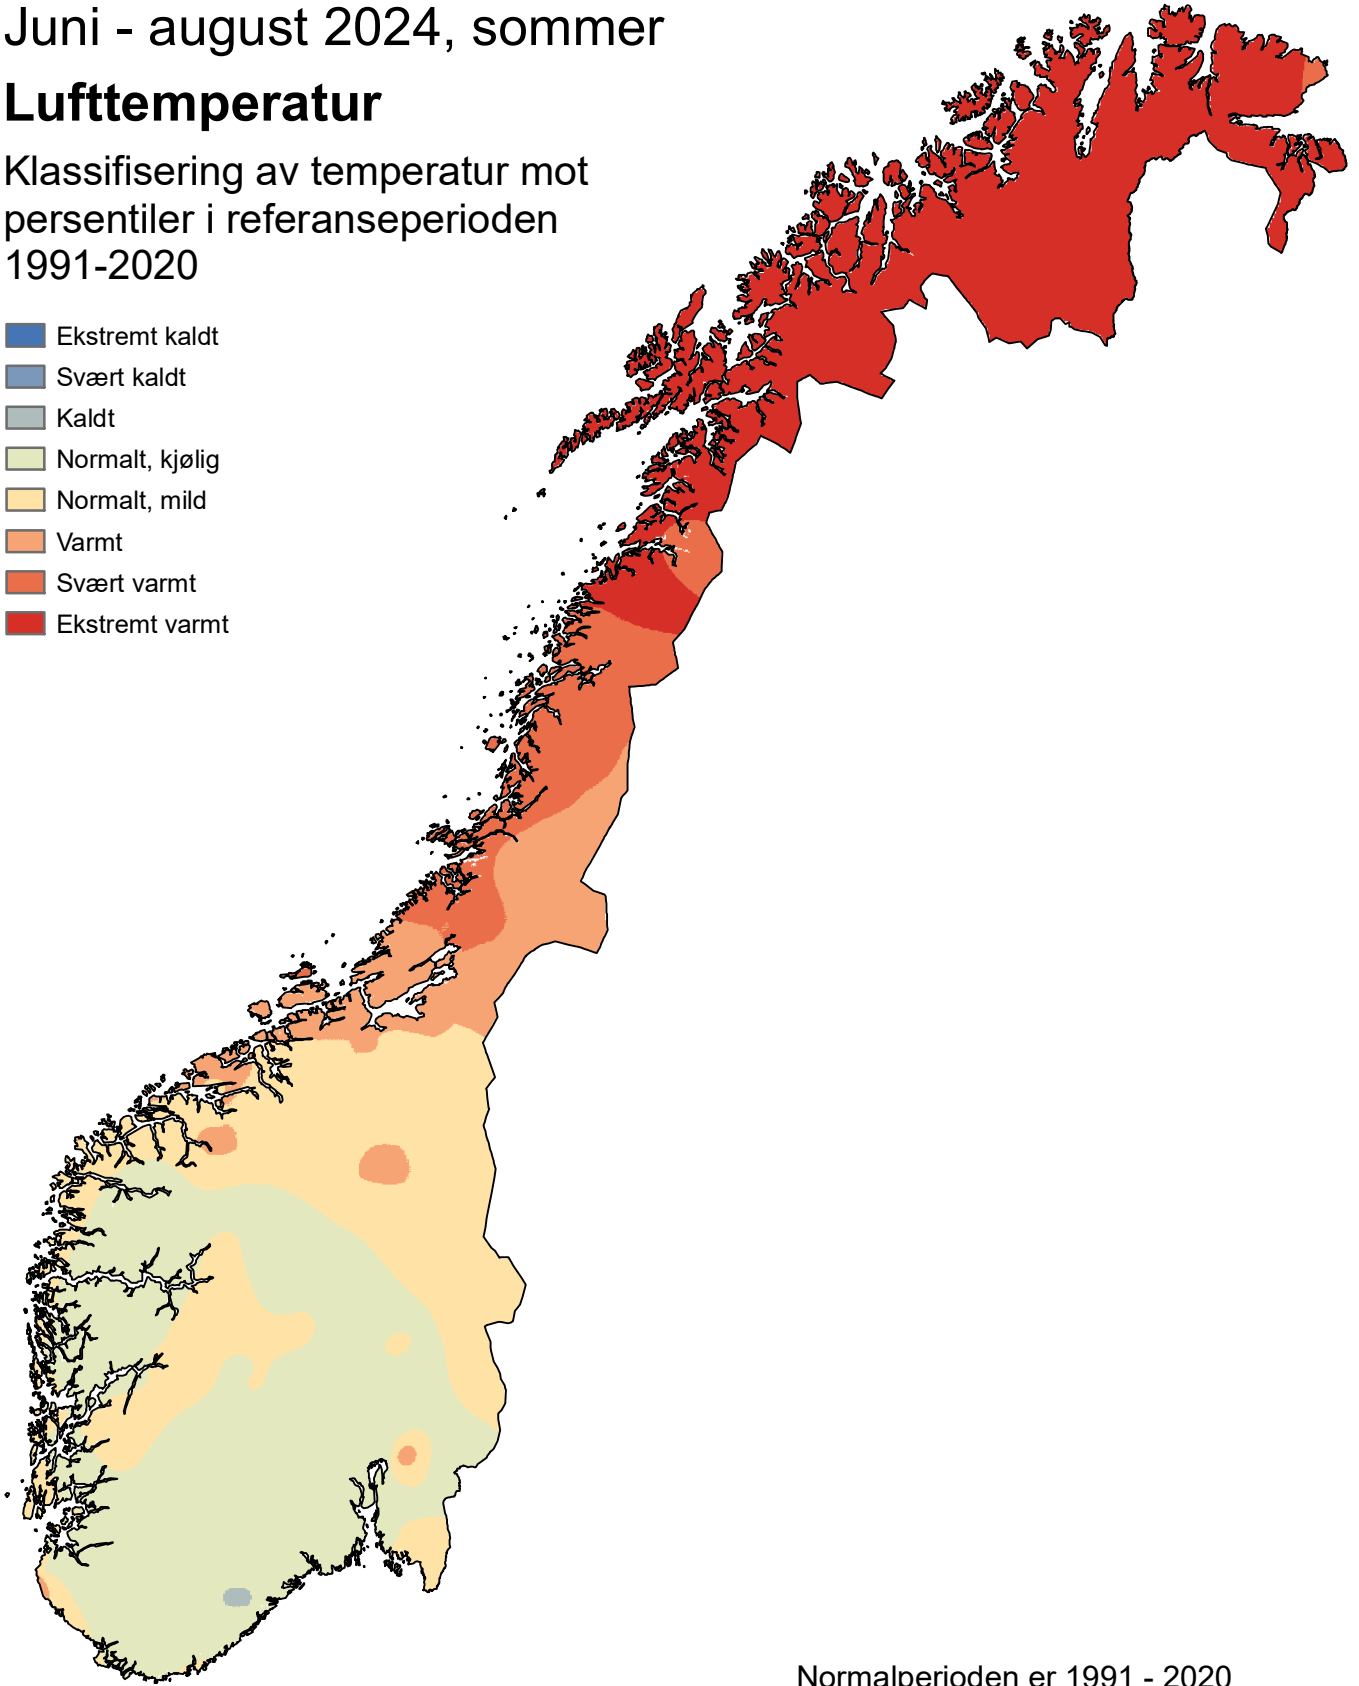 Juni - august 2024, sommer
Lufttemperatur
Klassifisering av temperatur mot
persentiler i referanseperioden
1991-2020
Ekstremt kaldt
Svært kaldt
Kaldt
Normalt, kjølig
Normalt, mild
Varmt
Svært varmt
Ekstremt varmt
Normalperioden er 1991 - 2020